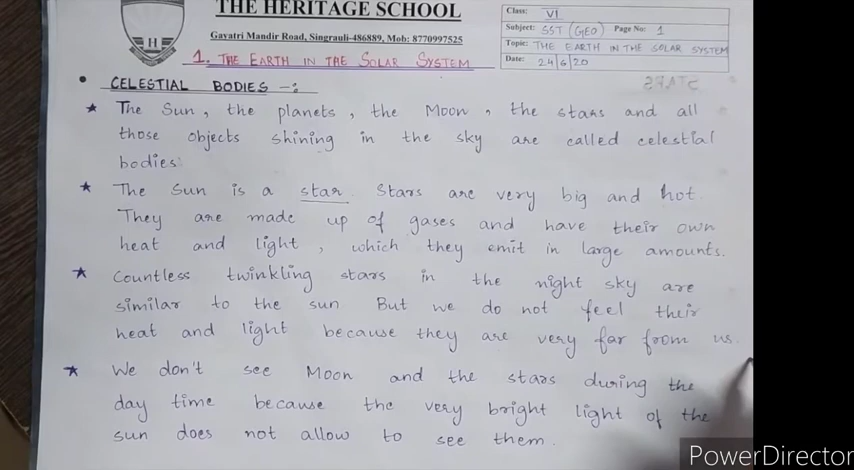 THE HERITAGE SCHOOL
Gayatri Mandir Road, Singrauli-486889, Mob: 8770997525
H
Class: VI
Subject: SST (GEO) Page No: 1
Topic: THE EARTH IN THE SOLAR SYSTEM
Date: 24/6/20
1. THE EARTH IN THE SOLAR SYSTEM
• CELESTIAL BODIES -:
★ The Sun, the planets, the Moon, the stars and all
those objects shining in the sky are called celestial
bodies
★ The Sun is a star. Stars are very big and hot.
They are made up of gases and have their own
heat and light, which they emit in large amounts.
★ Countless twinkling stars in the night sky are
similar to the sun But we do not feel their
heat and light because they are very far from us.
★ We don't see Moon and the stars during the
day time because the very bright light of the
sun does not allow to see them.
PowerDirector